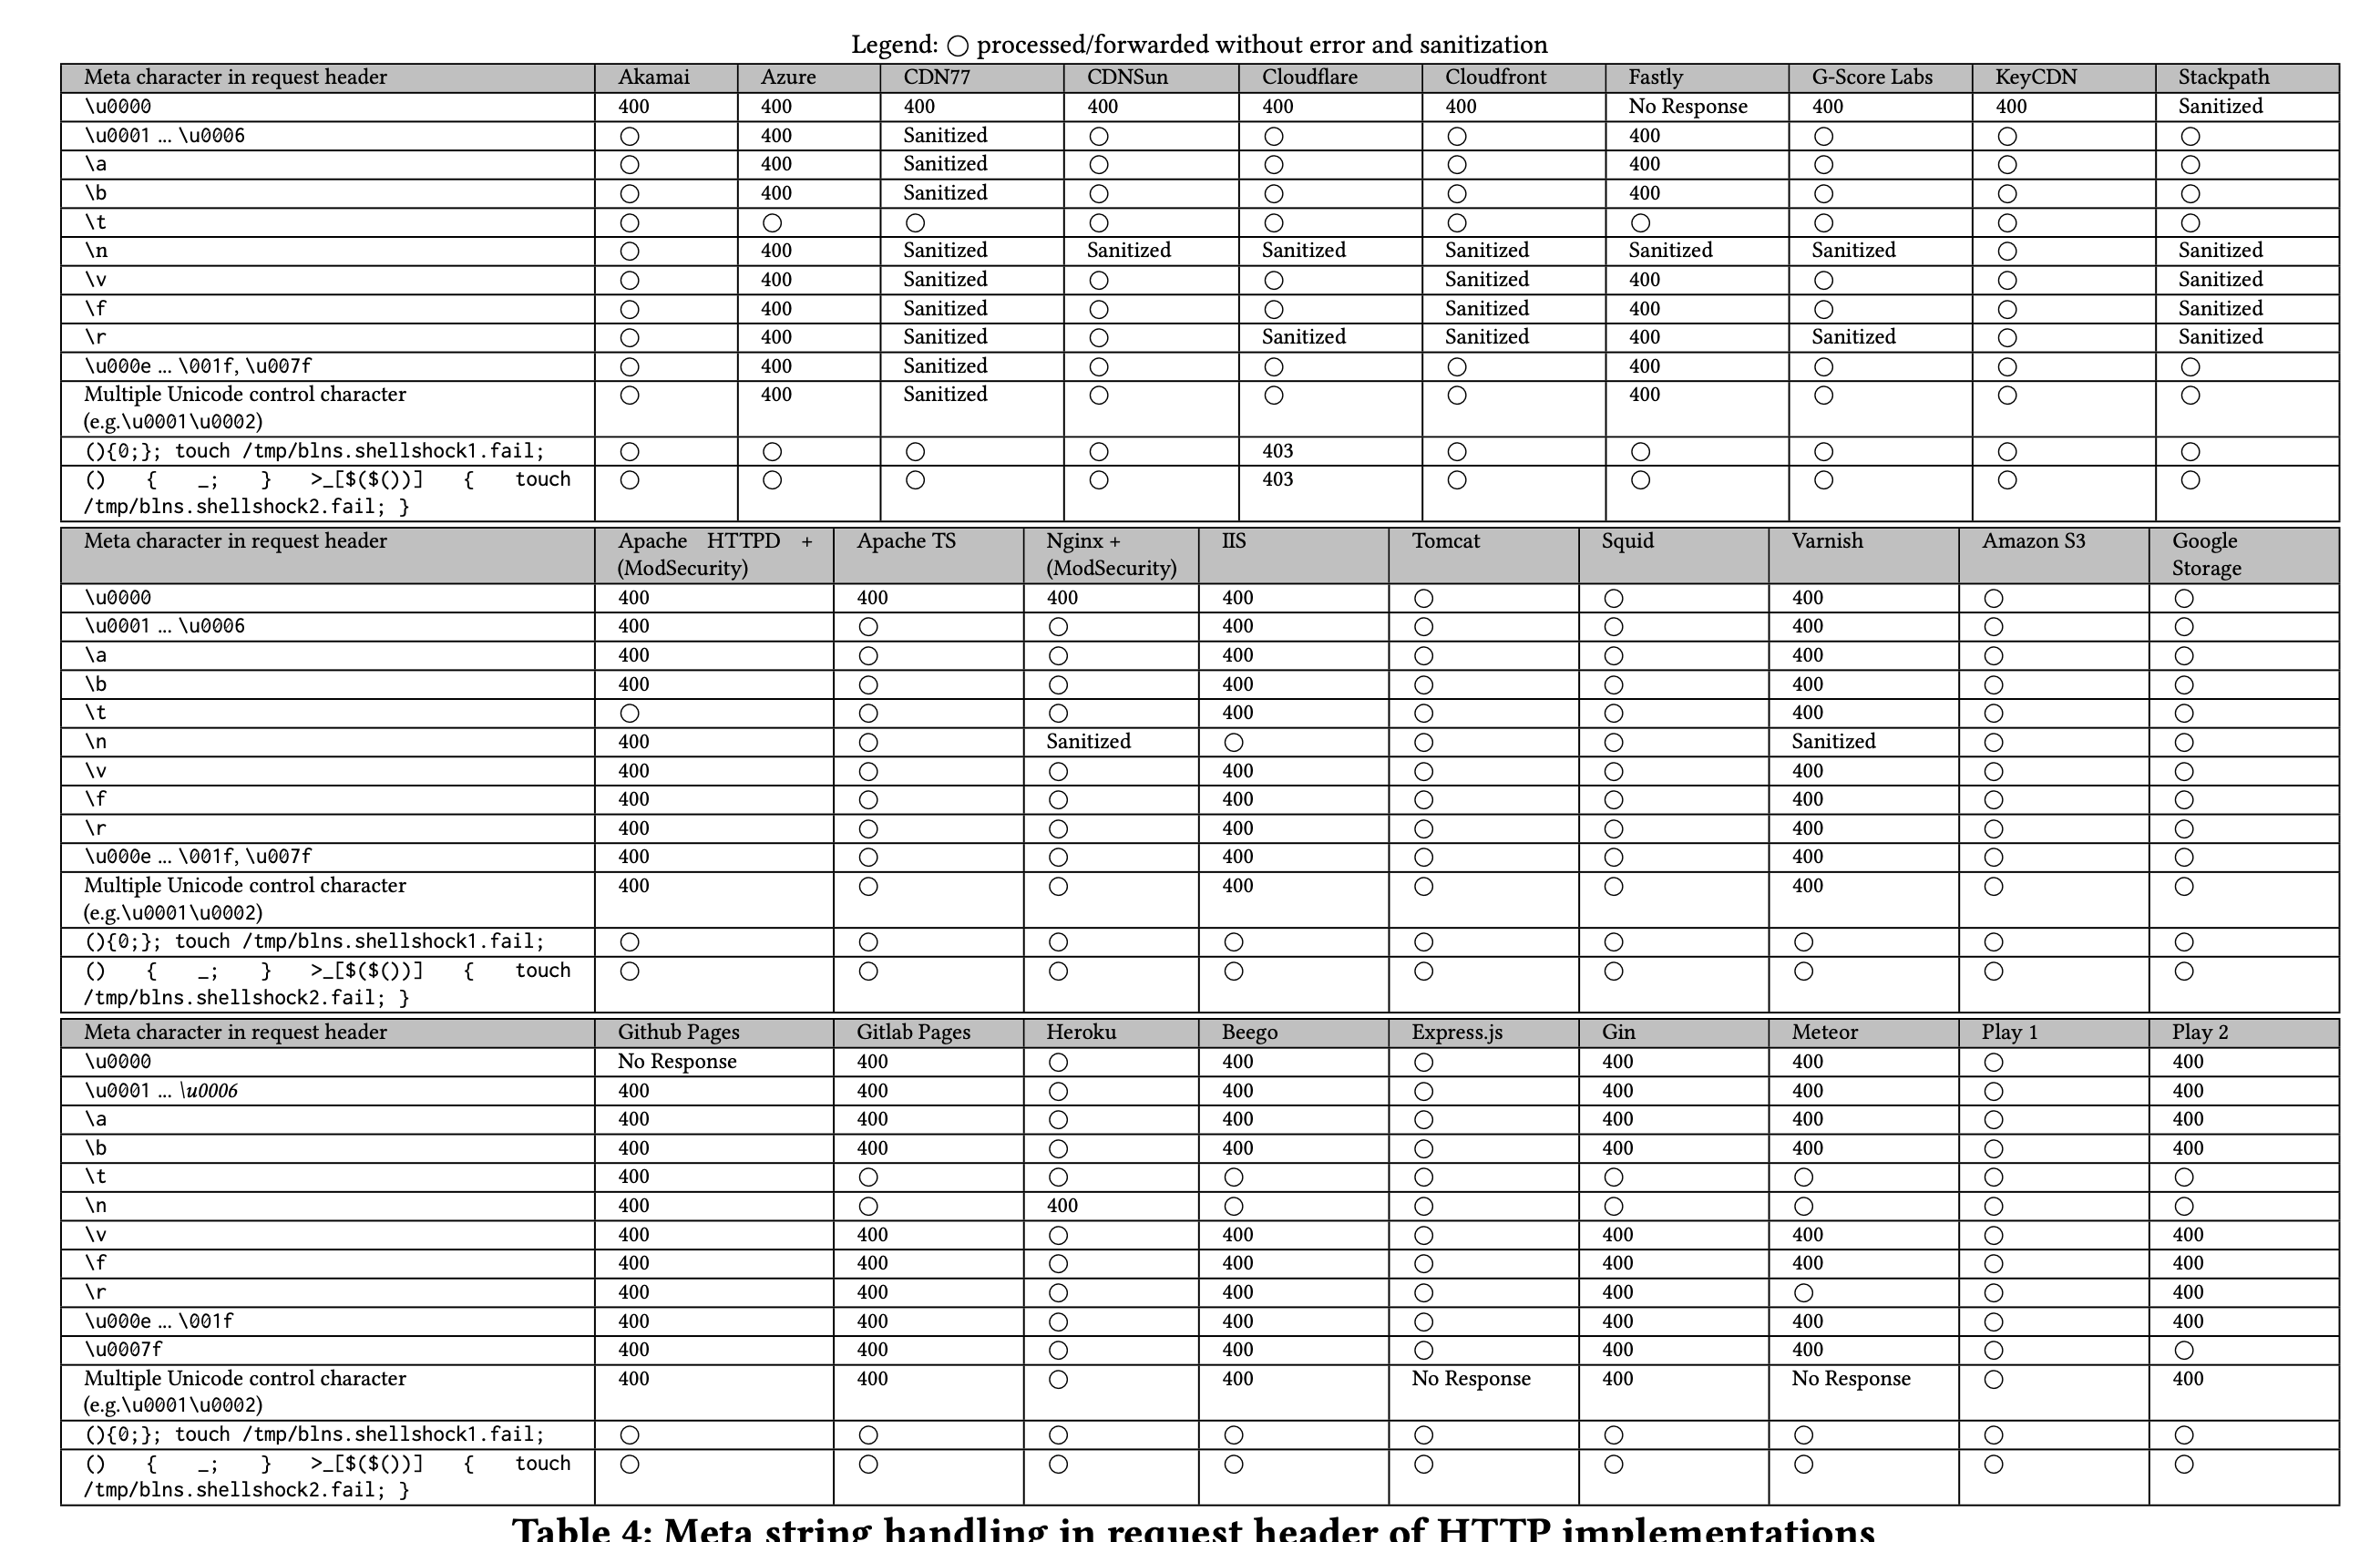 Legend: ○ processed/forwarded without error and sanitization
Meta character in request header Akamai Azure CDN77 CDNSun Cloudflare Cloudfront Fastly G-Score Labs KeyCDN Stackpath
\u0000 400 400 400 400 400 400 No Response 400 400 Sanitized
\u0001 ... \u0006 ○ 400 Sanitized ○ ○ ○ 400 ○ ○ ○
\a ○ 400 Sanitized ○ ○ ○ 400 ○ ○ ○
\b ○ 400 Sanitized ○ ○ ○ 400 ○ ○ ○
\t ○ ○ ○ ○ ○ ○ ○ ○ ○ ○
\n ○ 400 Sanitized Sanitized Sanitized Sanitized Sanitized Sanitized ○ Sanitized
\v ○ 400 Sanitized ○ ○ Sanitized 400 ○ ○ Sanitized
\f ○ 400 Sanitized ○ ○ Sanitized 400 ○ ○ Sanitized
\r ○ 400 Sanitized ○ Sanitized Sanitized 400 Sanitized ○ Sanitized
\u000e ... \001f, \u007f ○ 400 Sanitized ○ ○ ○ 400 ○ ○ ○
Multiple Unicode control character ○ 400 Sanitized ○ ○ ○ 400 ○ ○ ○
(e.g.\u0001\u0002)
(){0;}; touch /tmp/blns.shellshock1.fail; ○ ○ ○ ○ 403 ○ ○ ○ ○ ○
() { _; } >_[$($())] { touch ○ ○ ○ ○ 403 ○ ○ ○ ○ ○
/tmp/blns.shellshock2.fail; }
Meta character in request header Apache HTTPD + Apache TS Nginx + IIS Tomcat Squid Varnish Amazon S3 Google
(ModSecurity) (ModSecurity) Storage
\u0000 400 400 400 400 ○ ○ 400 ○ ○
\u0001 ... \u0006 400 ○ ○ 400 ○ ○ 400 ○ ○
\a 400 ○ ○ 400 ○ ○ 400 ○ ○
\b 400 ○ ○ 400 ○ ○ 400 ○ ○
\t ○ ○ ○ 400 ○ ○ 400 ○ ○
\n 400 ○ Sanitized ○ ○ ○ Sanitized ○ ○
\v 400 ○ ○ 400 ○ ○ 400 ○ ○
\f 400 ○ ○ 400 ○ ○ 400 ○ ○
\r 400 ○ ○ 400 ○ ○ 400 ○ ○
\u000e ... \001f, \u007f 400 ○ ○ 400 ○ ○ 400 ○ ○
Multiple Unicode control character 400 ○ ○ 400 ○ ○ 400 ○ ○
(e.g.\u0001\u0002)
(){0;}; touch /tmp/blns.shellshock1.fail; ○ ○ ○ ○ ○ ○ ○ ○ ○
() { _; } >_[$($())] { touch ○ ○ ○ ○ ○ ○ ○ ○ ○
/tmp/blns.shellshock2.fail; }
Meta character in request header Github Pages Gitlab Pages Heroku Beego Express.js Gin Meteor Play 1 Play 2
\u0000 No Response 400 ○ 400 ○ 400 400 ○ 400
\u0001 ... \u0006 400 400 ○ 400 ○ 400 400 ○ 400
\a 400 400 ○ 400 ○ 400 400 ○ 400
\b 400 400 ○ 400 ○ 400 400 ○ 400
\t 400 ○ ○ ○ ○ ○ ○ ○ ○
\n 400 ○ 400 ○ ○ ○ ○ ○ ○
\v 400 400 ○ 400 ○ 400 400 ○ 400
\f 400 400 ○ 400 ○ 400 400 ○ 400
\r 400 400 ○ 400 ○ 400 ○ ○ 400
\u000e ... \001f 400 400 ○ 400 ○ 400 400 ○ 400
\u0007f 400 400 ○ 400 ○ 400 400 ○ ○
Multiple Unicode control character 400 400 ○ 400 No Response 400 No Response ○ 400
(e.g.\u0001\u0002)
(){0;}; touch /tmp/blns.shellshock1.fail; ○ ○ ○ ○ ○ ○ ○ ○ ○
() { _; } >_[$($())] { touch ○ ○ ○ ○ ○ ○ ○ ○ ○
/tmp/blns.shellshock2.fail; }
Table 4: Meta string handling in request header of HTTP implementations